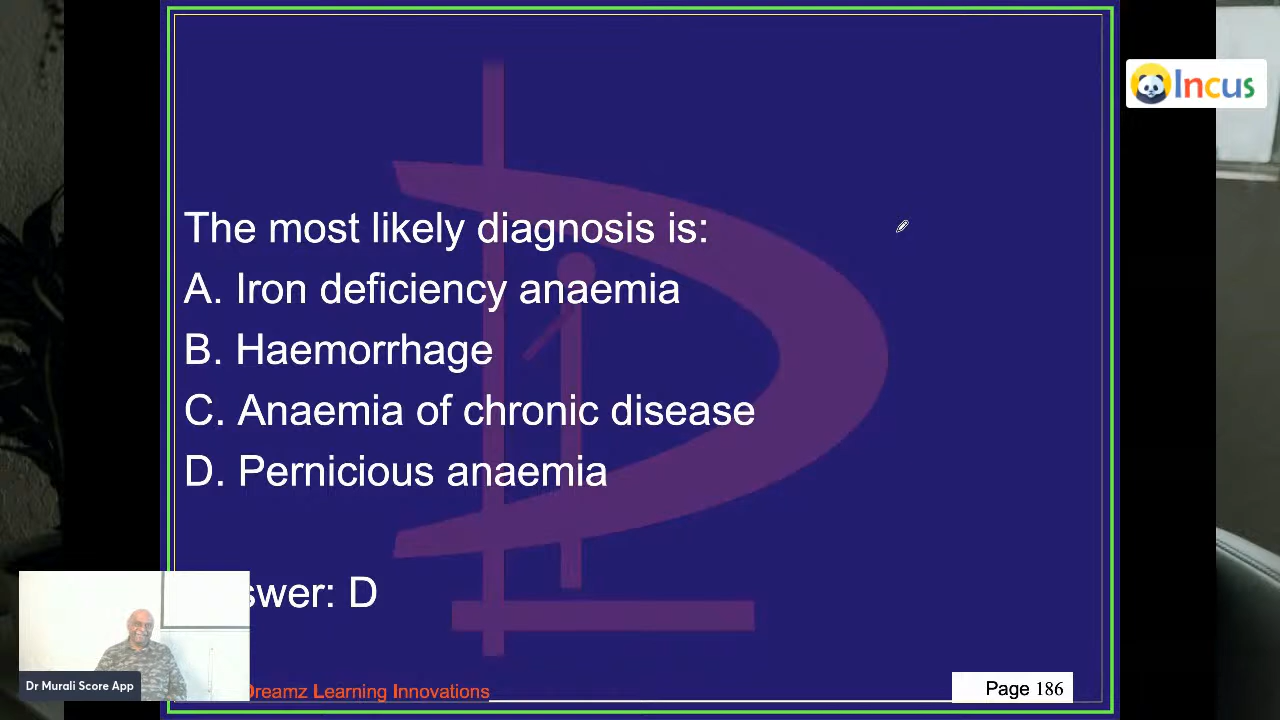 Incus
The most likely diagnosis is:
A. Iron deficiency anaemia
B. Haemorrhage
C. Anaemia of chronic disease
D. Pernicious anaemia
swer: D
Dr Murali Score App
Dreamz Learning Innovations
Page 186